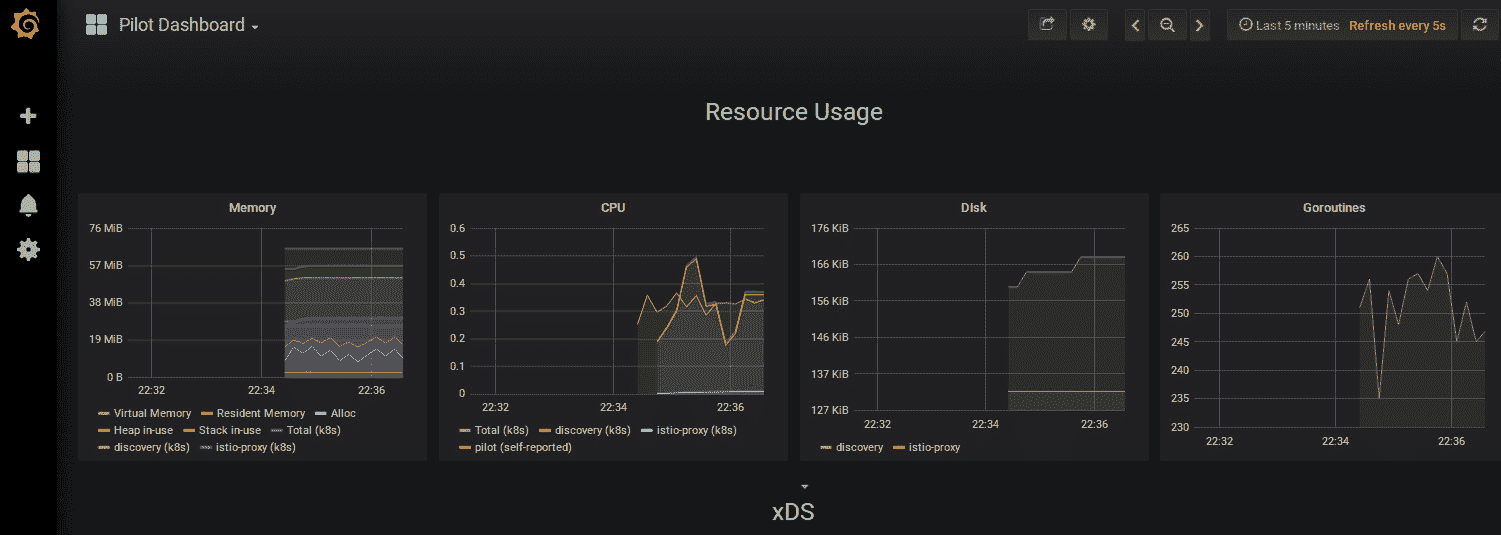 Pilot Dashboard
Last 5 minutes Refresh every 5s
Resource Usage
Memory
76 MiB
57 MiB
38 MiB
19 MiB
0 B
22:32 22:34 22:36
Virtual Memory Resident Memory Alloc
Heap in-use Stack in-use Total (k8s)
discovery (k8s) istio-proxy (k8s)
CPU
0.6
0.5
0.4
0.3
0.2
0.1
0
22:32 22:34 22:36
Total (k8s) discovery (k8s) istio-proxy (k8s)
pilot (self-reported)
Disk
176 KiB
166 KiB
156 KiB
146 KiB
137 KiB
127 KiB
22:32 22:34 22:36
discovery istio-proxy
Goroutines
265
260
255
250
245
240
235
230
22:32 22:34 22:36
xDS